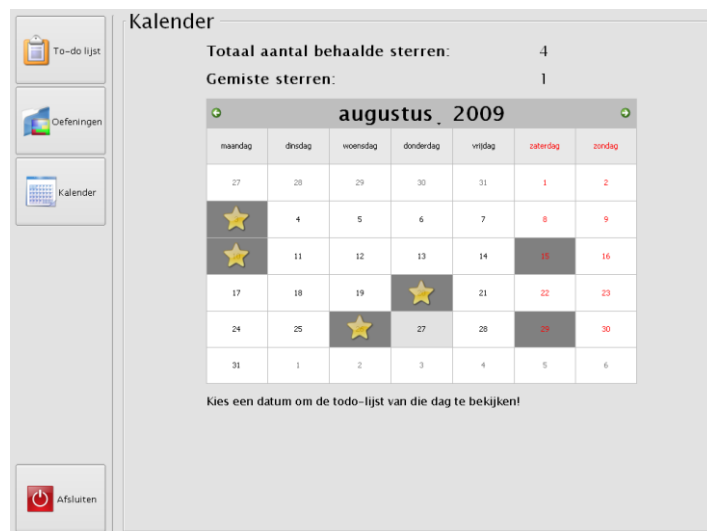 Kalender
To-do lijst
Oefeningen
Kalender
Afsluiten
Totaal aantal behaalde sterren: 4
Gemiste sterren: 1
augustus, 2009
maandag dinsdag woensdag donderdag vrijdag zaterdag zondag
27 28 29 30 31 1 2
4 5 6 7 8 9
11 12 13 14 15 16
17 18 19 21 22 23
24 25 27 28 29 30
31 1 2 3 4 5 6
Kies een datum om de todo-lijst van die dag te bekijken!